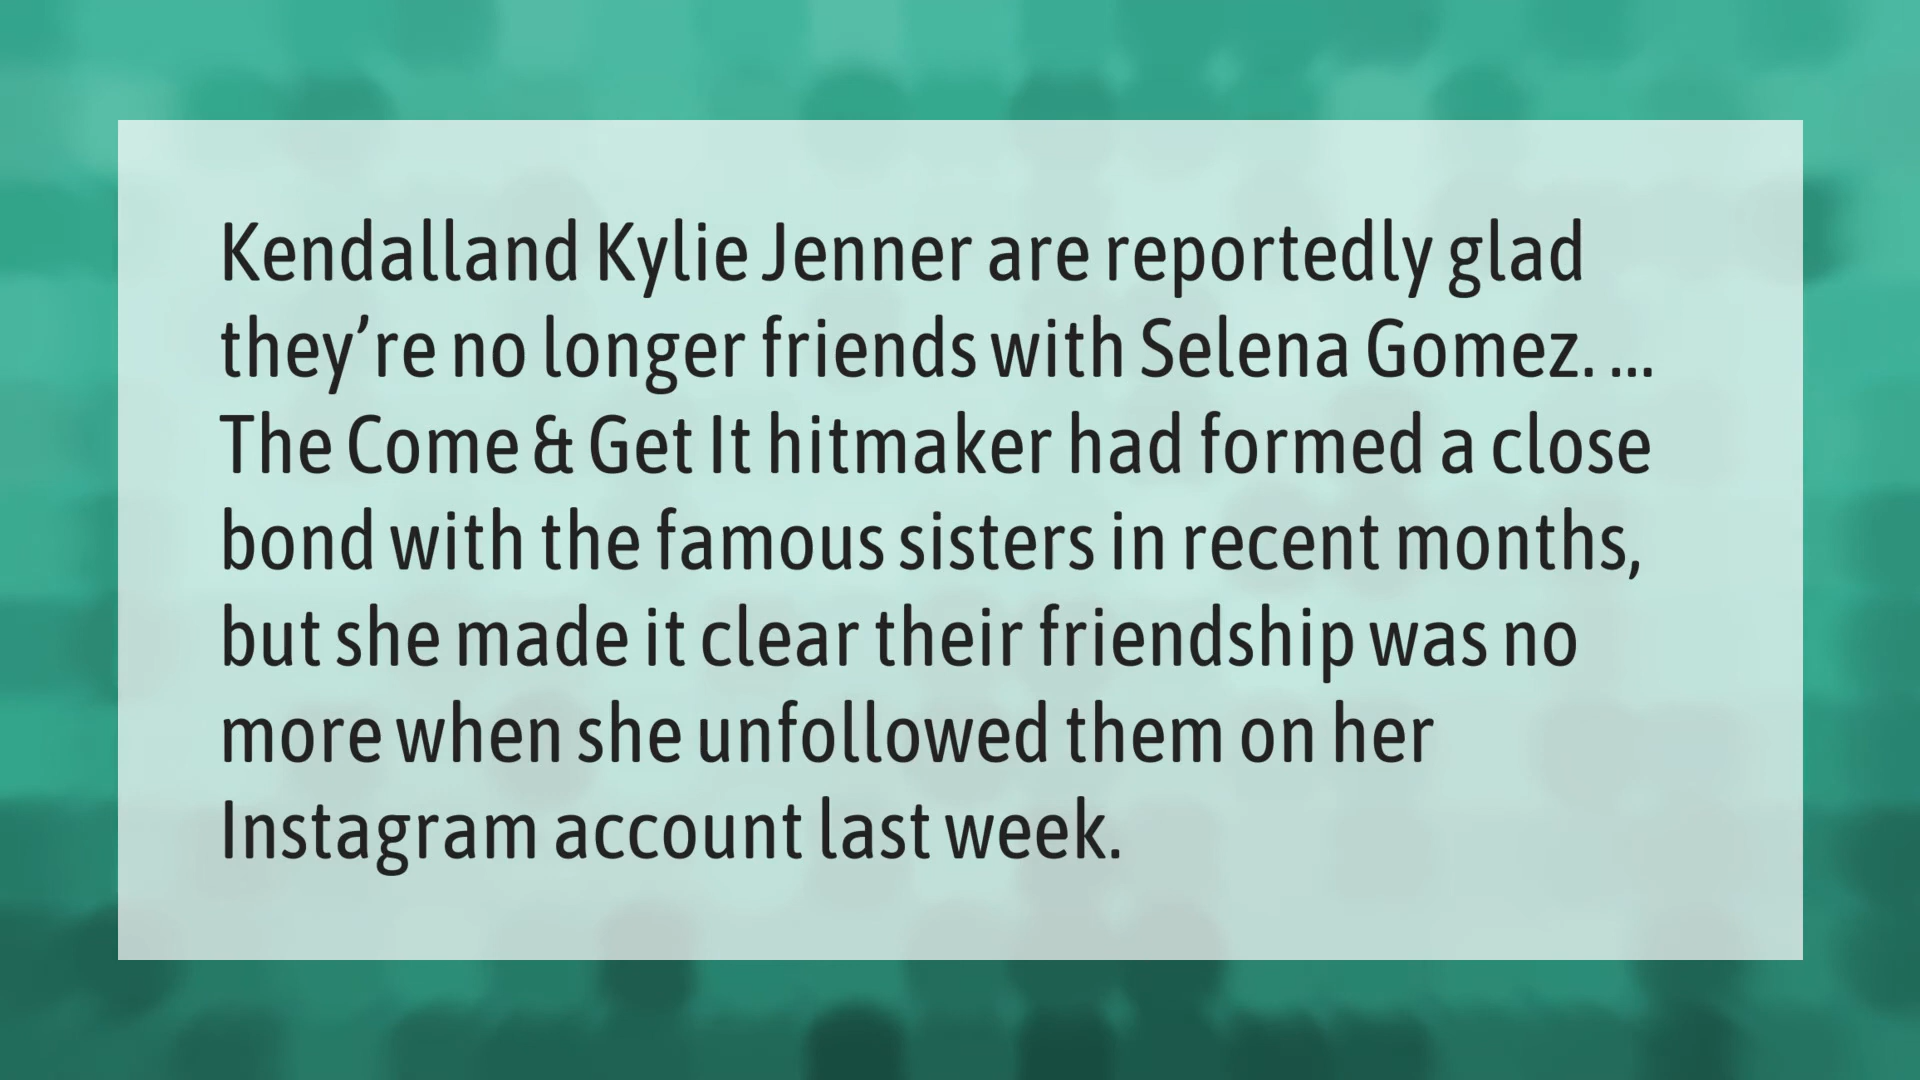 Kendalland Kylie Jenner are reportedly glad
they’re no longer friends with Selena Gomez. ...
The Come & Get It hitmaker had formed a close
bond with the famous sisters in recent months,
but she made it clear their friendship was no
more when she unfollowed them on her
Instagram account last week.